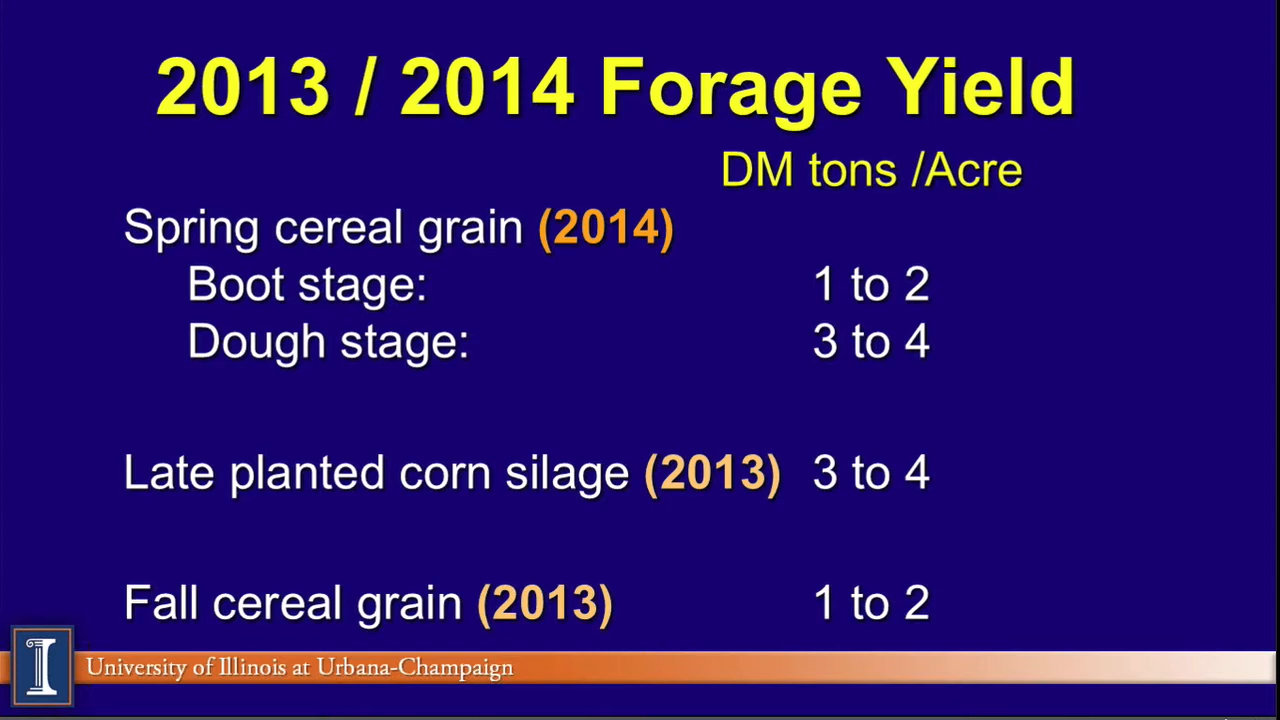 2013 / 2014 Forage Yield
DM tons /Acre
Spring cereal grain (2014)
Boot stage: 1 to 2
Dough stage: 3 to 4
Late planted corn silage (2013) 3 to 4
Fall cereal grain (2013) 1 to 2
I
University of Illinois at Urbana-Champaign